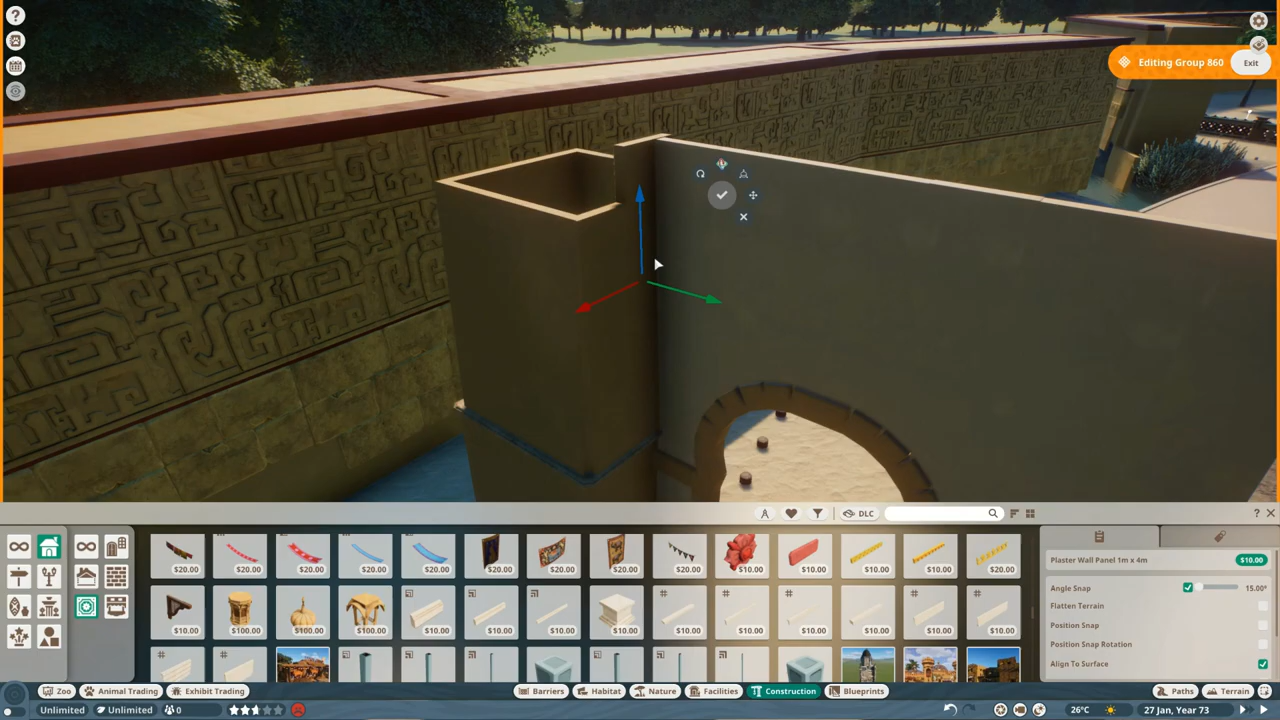 ?
Editing Group 860
Exit
DLC
?
$20.00 $20.00 $20.00 $20.00 $20.00 $20.00 $20.00 $20.00 $20.00 $10.00 $10.00 $10.00 $10.00 $20.00
$10.00 $100.00 $100.00 $100.00 $10.00 $10.00 $10.00 $10.00 $10.00 $10.00 $10.00 $10.00 $10.00 $10.00
Plaster Wall Panel 1m x 4m
$10.00
Angle Snap
15.00°
Flatten Terrain
Position Snap
Position Snap Rotation
Align To Surface
Zoo Animal Trading Exhibit Trading Barriers Habitat Nature Facilities Construction Blueprints Paths Terrain
Unlimited Unlimited 0 26°C 27 Jan, Year 73